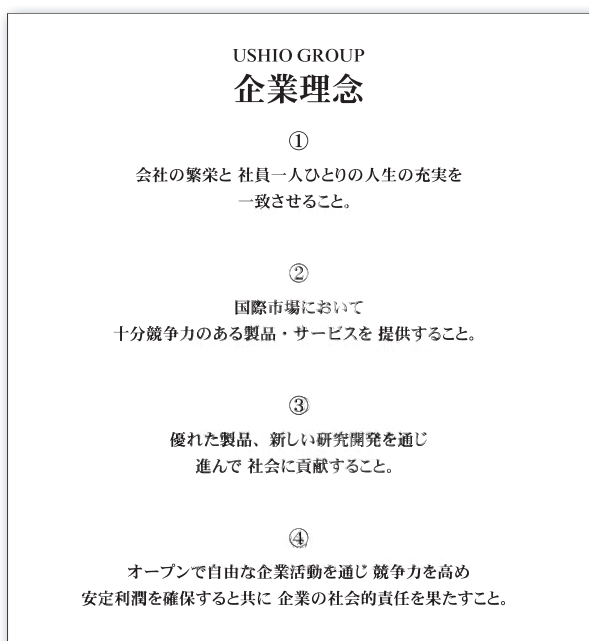 USHIO GROUP
企業理念
①
会社の繁栄と 社員一人ひとりの人生の充実を
一致させること。
②
国際市場において
十分競争力のある製品・サービスを 提供すること。
③
優れた製品、新しい研究開発を通じ
進んで 社会に貢献すること。
④
オープンで自由な企業活動を通じ 競争力を高め
安定利潤を確保すると共に 企業の社会的責任を果たすこと。